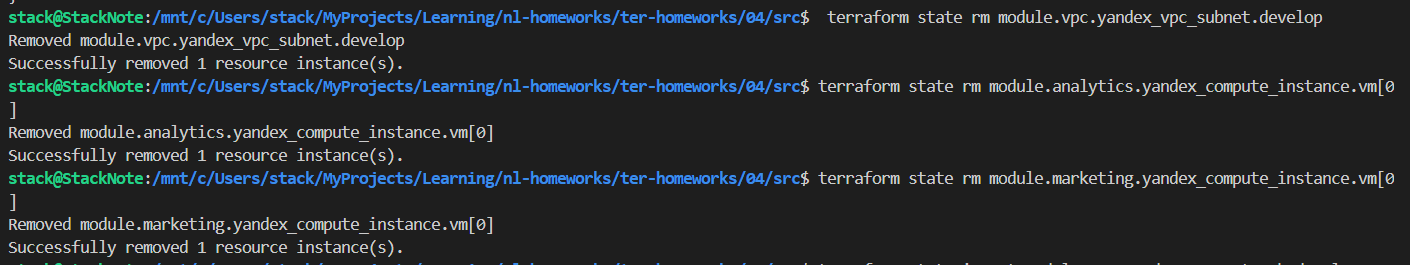 stack@StackNote:/mnt/c/Users/stack/MyProjects/Learning/nl-homeworks/ter-homeworks/04/src$  terraform state rm module.vpc.yandex_vpc_subnet.develop
Removed module.vpc.yandex_vpc_subnet.develop
Successfully removed 1 resource instance(s).
stack@StackNote:/mnt/c/Users/stack/MyProjects/Learning/nl-homeworks/ter-homeworks/04/src$ terraform state rm module.analytics.yandex_compute_instance.vm[0
]
Removed module.analytics.yandex_compute_instance.vm[0]
Successfully removed 1 resource instance(s).
stack@StackNote:/mnt/c/Users/stack/MyProjects/Learning/nl-homeworks/ter-homeworks/04/src$ terraform state rm module.marketing.yandex_compute_instance.vm[0
]
Removed module.marketing.yandex_compute_instance.vm[0]
Successfully removed 1 resource instance(s).